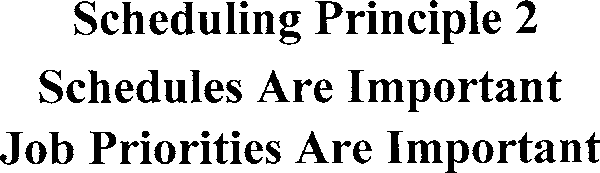 Scheduling Principle 2
Schedules Are Important
Job Priorities Are Important